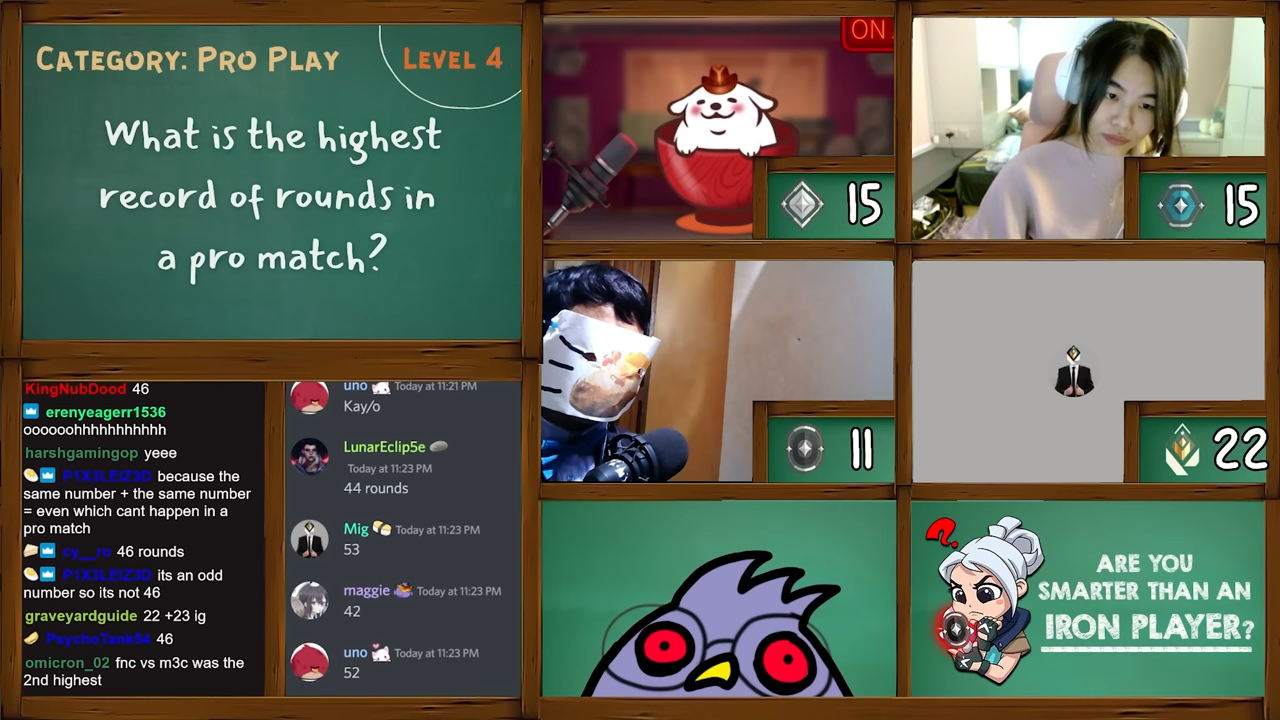 CATEGORY: PRO PLAY
LEVEL 4
What is the highest
record of rounds in
a pro match?
ON
15
15
11
22
KingNubDood 46
erenyeagerr1536
oooooohhhhhhhhhhh
harshgamingop yeee
P1X3LEIZ3D because the
same number + the same number
= even which cant happen in a
pro match
cy__ro 46 rounds
P1X3LEIZ3D its an odd
number so its not 46
graveyardguide 22 +23 ig
PsychoTank54 46
omicron_02 fnc vs m3c was the
2nd highest
uno Today at 11:21 PM
Kay/o
LunarEclip5e
Today at 11:23 PM
44 rounds
Mig Today at 11:23 PM
53
maggie Today at 11:23 PM
42
uno Today at 11:23 PM
52
?
ARE YOU
SMARTER THAN AN
IRON PLAYER?